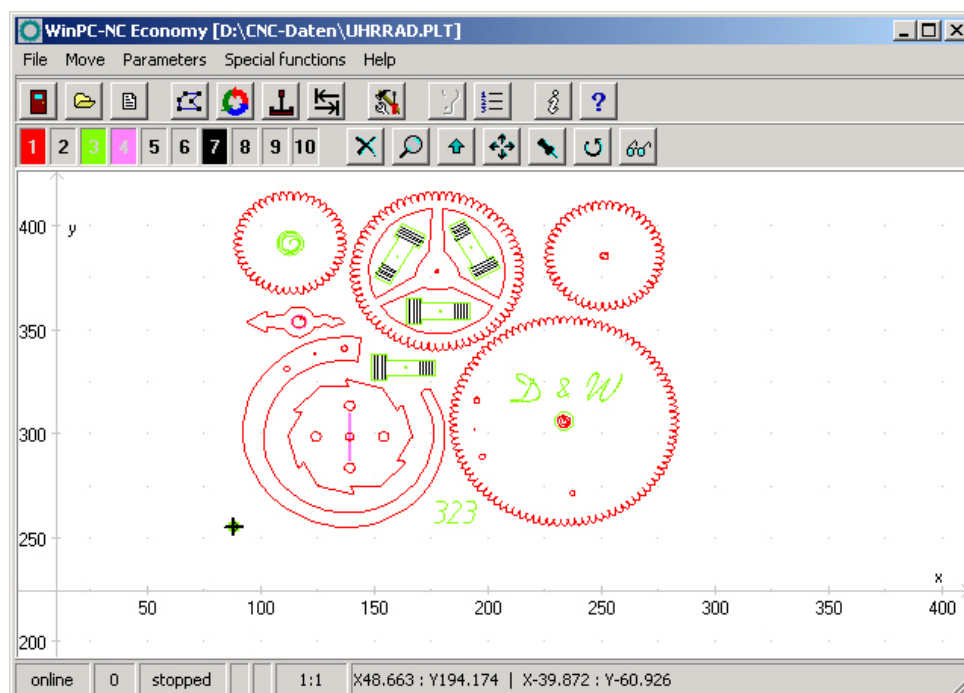 WinPC-NC Economy [D:\CNC-Daten\UHRRAD.PLT]
File Move Parameters Special functions Help
1 2 3 4 5 6 7 8 9 10
400
y
350
D & W
300
323
250
x
50 100 150 200 250 300 350 400
200
online 0 stopped 1:1 X48.663 : Y194.174 | X-39.872 : Y-60.926